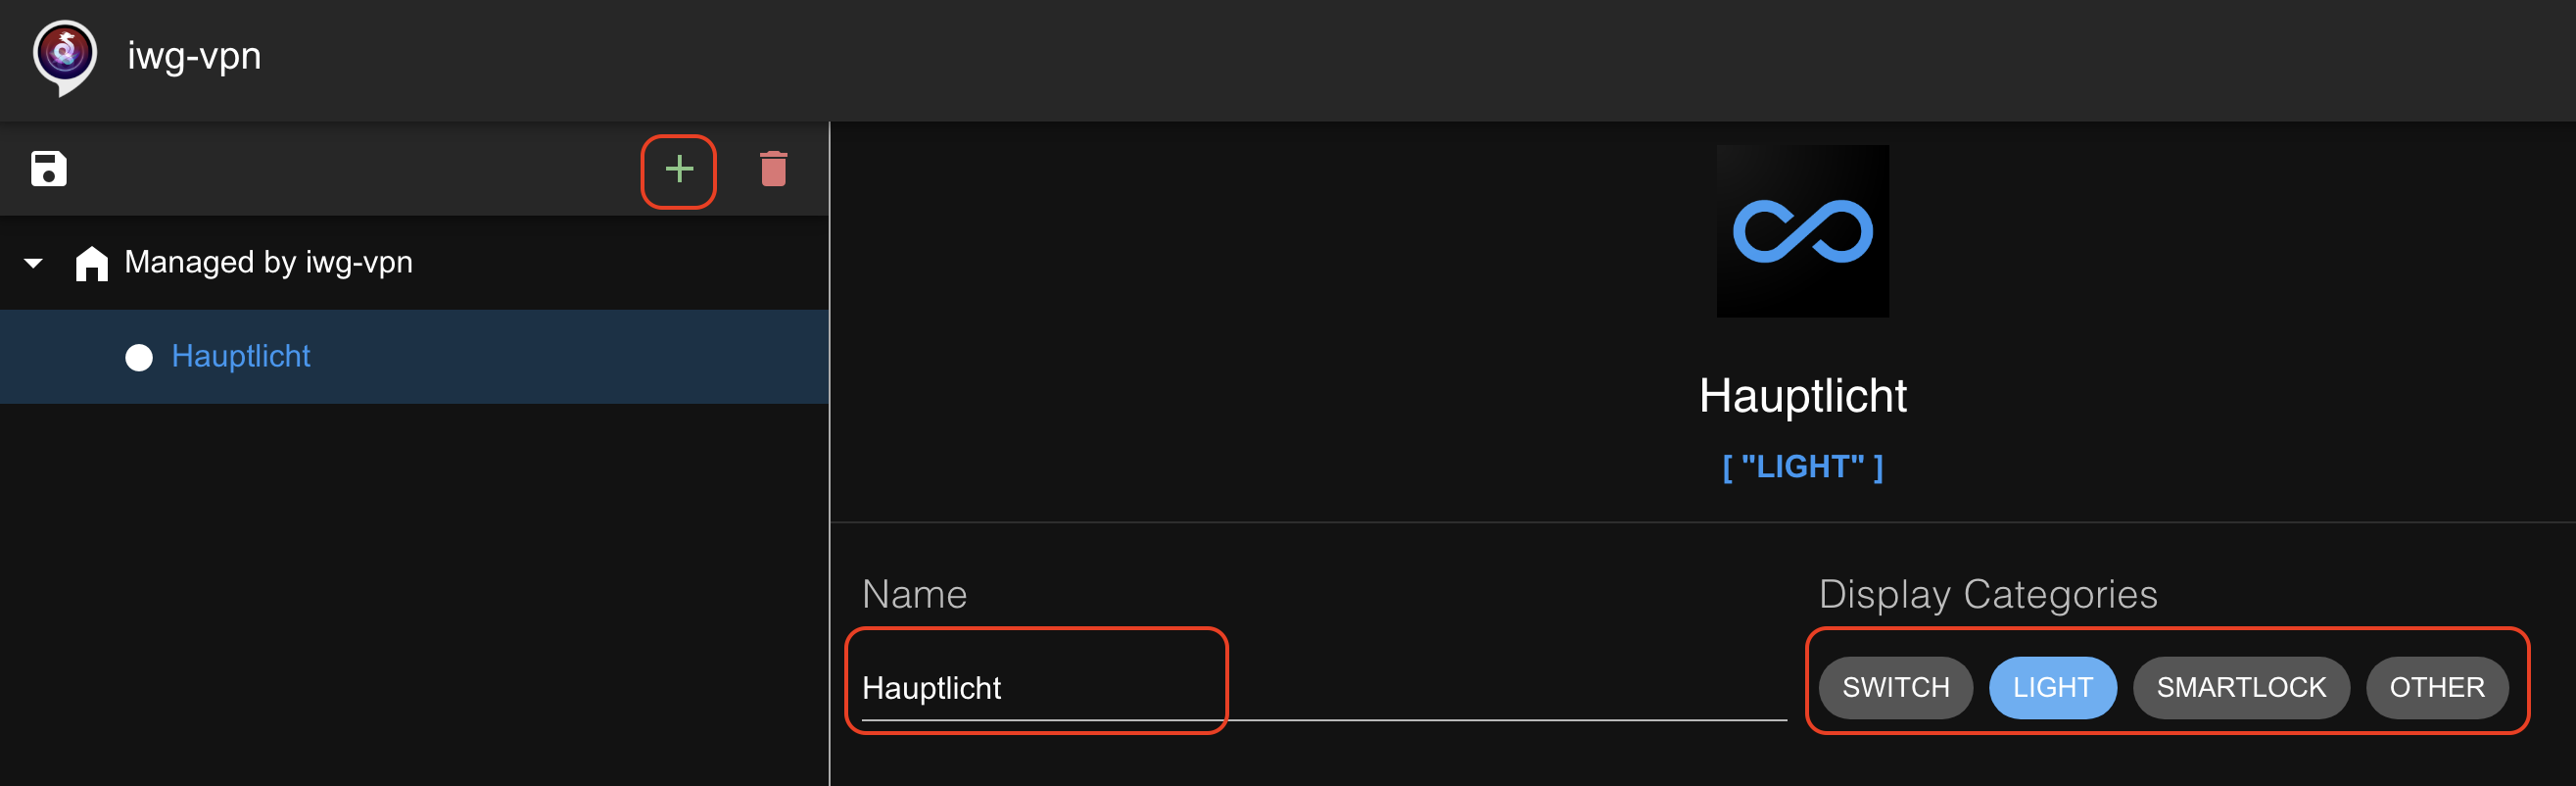 iwg-vpn
Managed by iwg-vpn
Hauptlicht
Hauptlicht
[ "LIGHT" ]
Name
Hauptlicht
Display Categories
SWITCH LIGHT SMARTLOCK OTHER